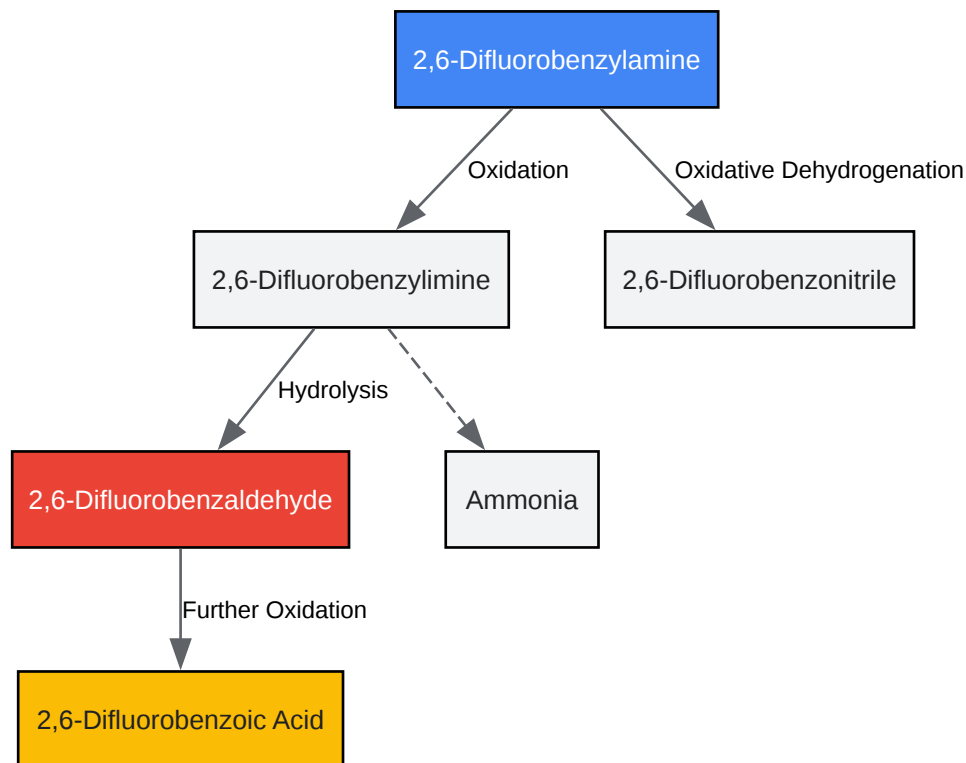 2,6-Difluorobenzylamine
Oxidation
Oxidative Dehydrogenation
2,6-Difluorobenzylimine
2,6-Difluorobenzonitrile
Hydrolysis
2,6-Difluorobenzaldehyde
Ammonia
Further Oxidation
2,6-Difluorobenzoic Acid